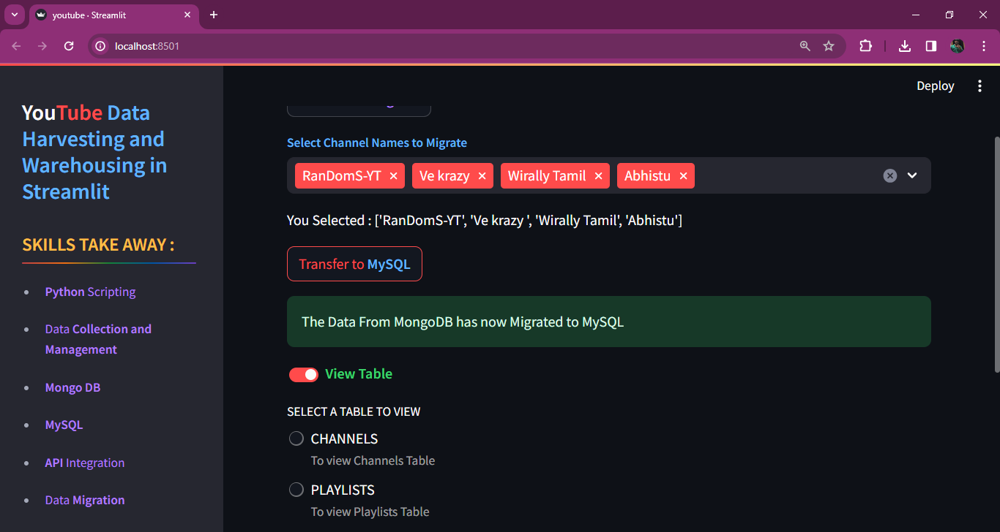 youtube · Streamlit
localhost:8501
Deploy
YouTube Data
Harvesting and
Warehousing in
Streamlit
SKILLS TAKE AWAY :
Python Scripting
Data Collection and
Management
Mongo DB
MySQL
API Integration
Data Migration
Select Channel Names to Migrate
RanDomS-YT Ve krazy Wirally Tamil Abhistu
You Selected : ['RanDomS-YT', 'Ve krazy ', 'Wirally Tamil', 'Abhistu']
Transfer to MySQL
The Data From MongoDB has now Migrated to MySQL
View Table
SELECT A TABLE TO VIEW
CHANNELS
To view Channels Table
PLAYLISTS
To view Playlists Table